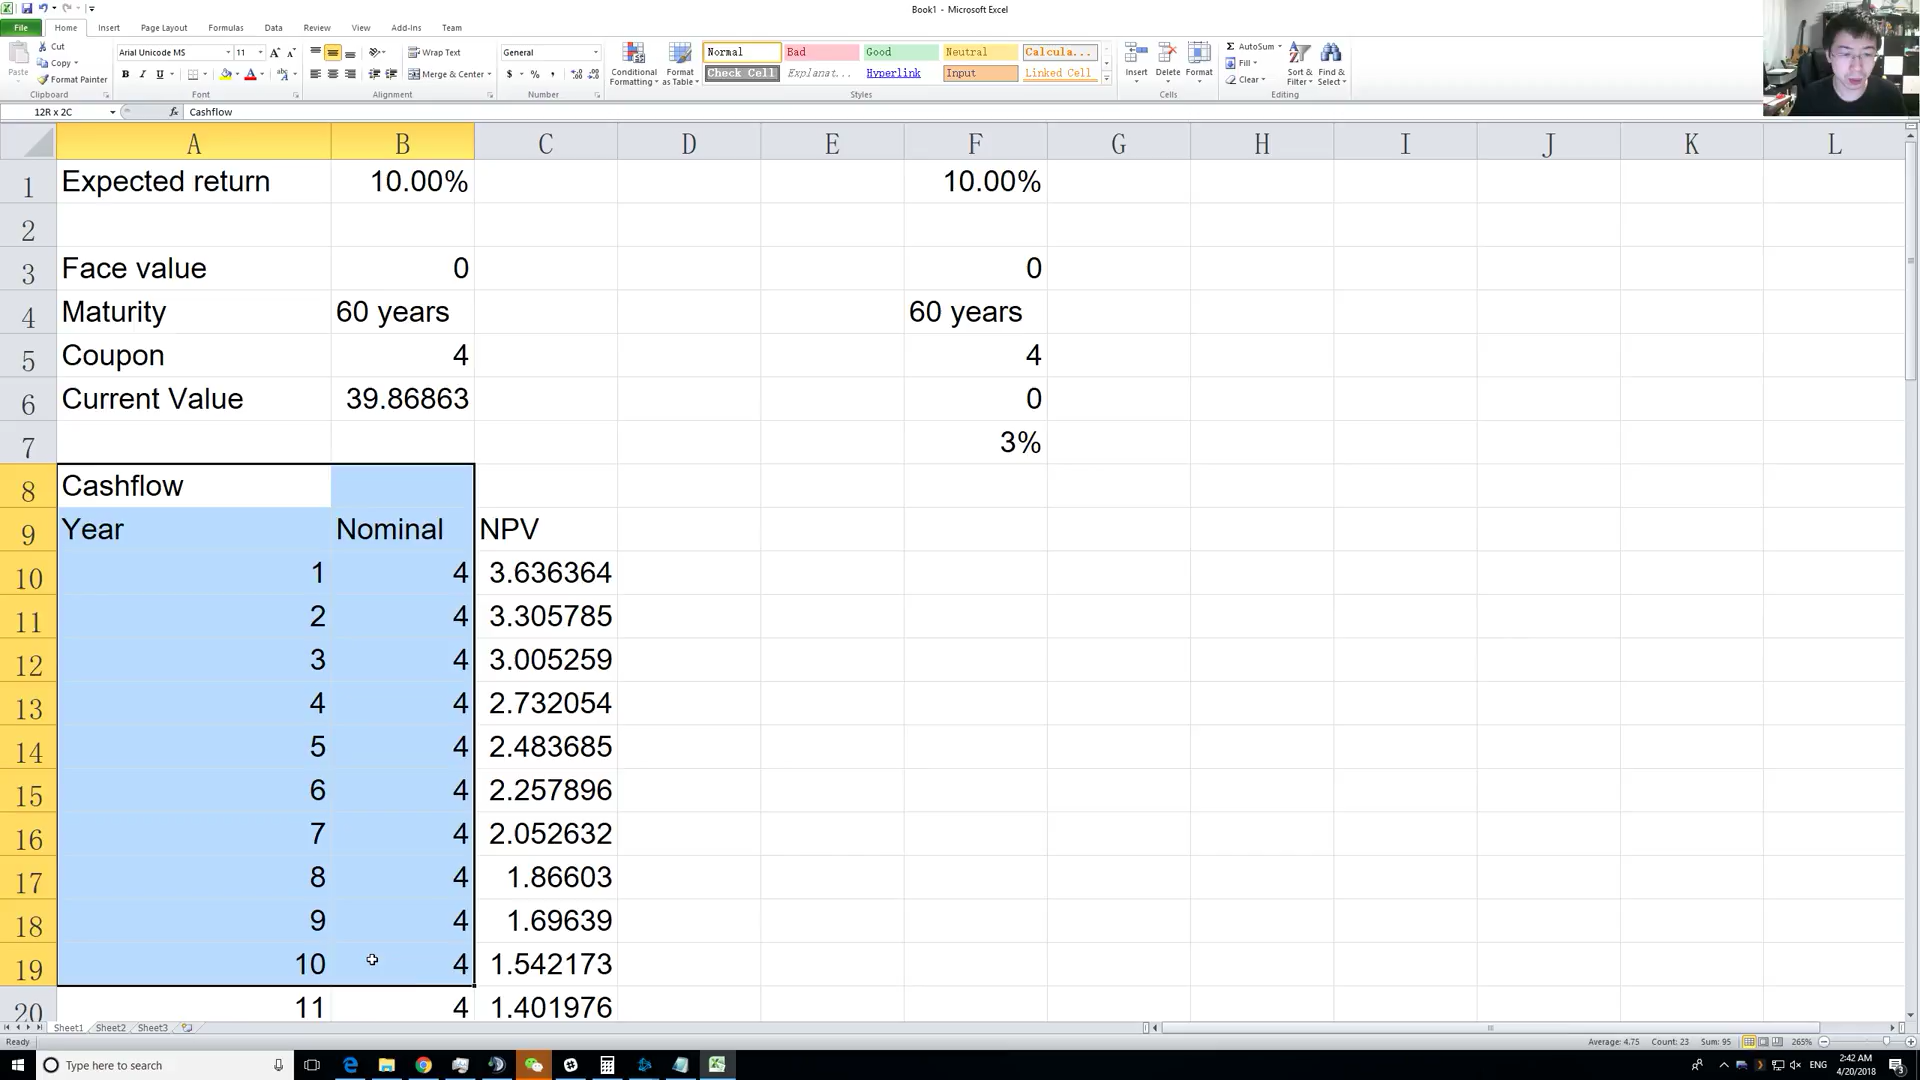 Book1 - Microsoft Excel
File Home Insert Page Layout Formulas Data Review View Add-Ins Team
Paste
Cut
Copy
Format Painter
Clipboard
Arial Unicode MS 11
B I U
Font
Wrap Text
Merge & Center
Alignment
General
$ % ,
Number
Conditional Formatting
Format as Table
Normal Bad Good Neutral Calcula...
Check Cell Explanat... Hyperlink Input Linked Cell
Styles
Insert Delete Format
Cells
Σ AutoSum
Fill
Clear
Sort & Filter
Find & Select
Editing
12R x 2C fx Cashflow
A B C D E F G H I J K L
1 Expected return 10.00% 10.00%
2
3 Face value 0 0
4 Maturity 60 years 60 years
5 Coupon 4 4
6 Current Value 39.86863 0
7 3%
8 Cashflow
9 Year Nominal NPV
10 1 4 3.636364
11 2 4 3.305785
12 3 4 3.005259
13 4 4 2.732054
14 5 4 2.483685
15 6 4 2.257896
16 7 4 2.052632
17 8 4 1.86603
18 9 4 1.69639
19 10 4 1.542173
20 11 4 1.401976
Sheet1 Sheet2 Sheet3
Ready Average: 4.75 Count: 23 Sum: 95 265%
Type here to search
ENG
2:42 AM
4/20/2018